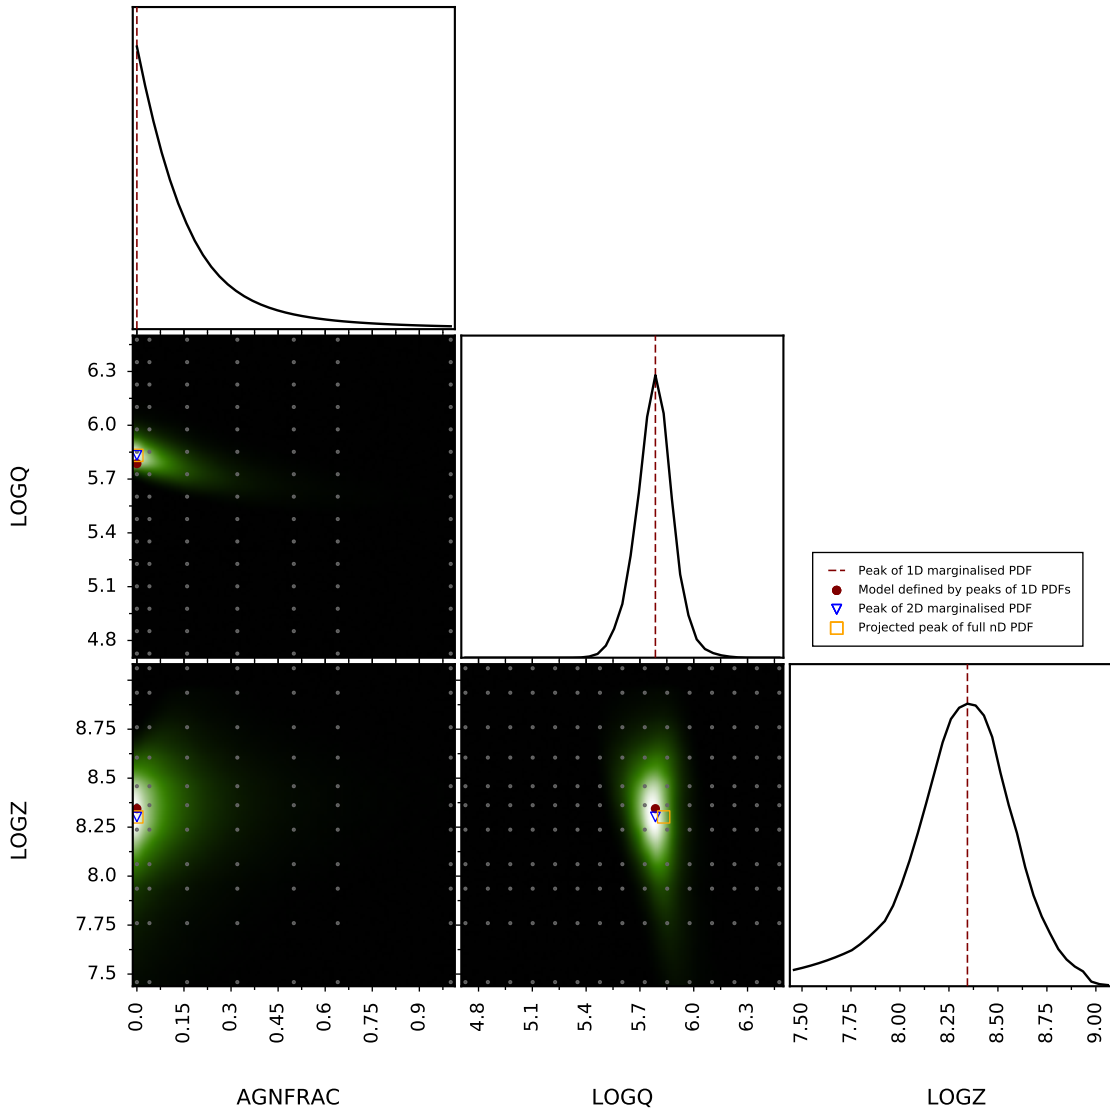 6.3
6.0
5.7
5.4
5.1
4.8
LOGQ
Peak of 1D marginalised PDF
Model defined by peaks of 1D PDFs
Peak of 2D marginalised PDF
Projected peak of full nD PDF
8.75
8.5
8.25
8.0
7.75
7.5
LOGZ
0.0 0.15 0.3 0.45 0.6 0.75 0.9
4.8 5.1 5.4 5.7 6.0 6.3
7.50 7.75 8.00 8.25 8.50 8.75 9.00
AGNFRAC LOGQ LOGZ